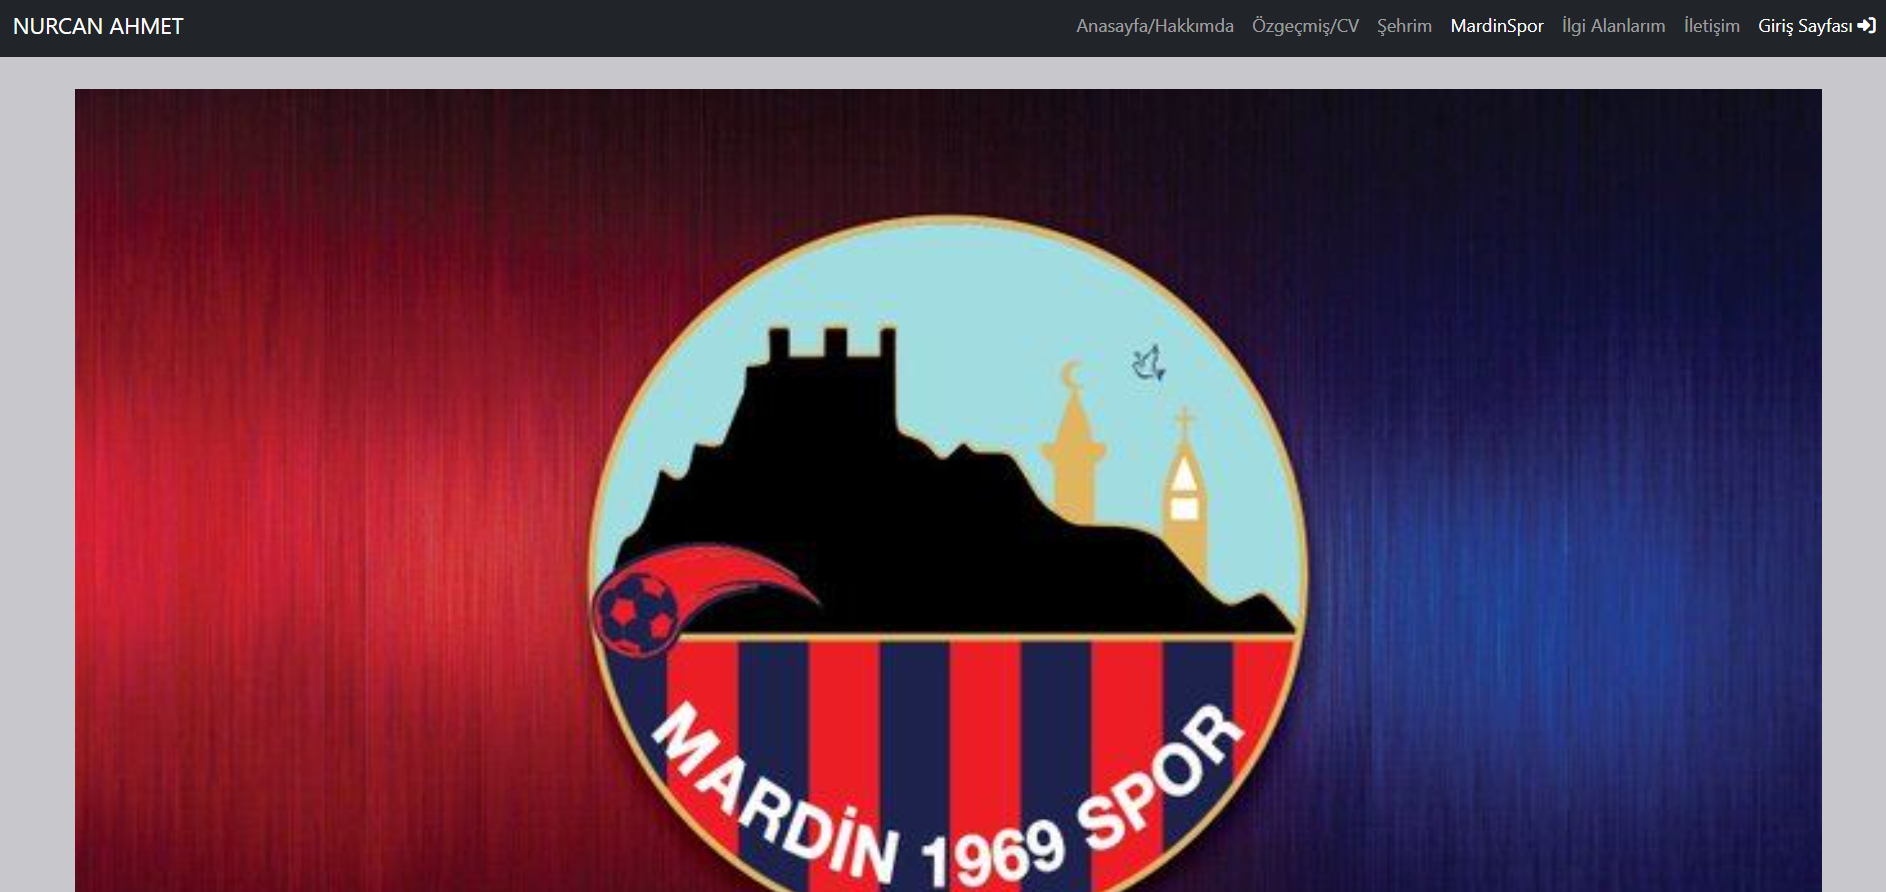 NURCAN AHMET
Anasayfa/Hakkımda Özgeçmiş/CV Şehrim MardinSpor İlgi Alanlarım İletişim Giriş Sayfası
MARDİN 1969 SPOR